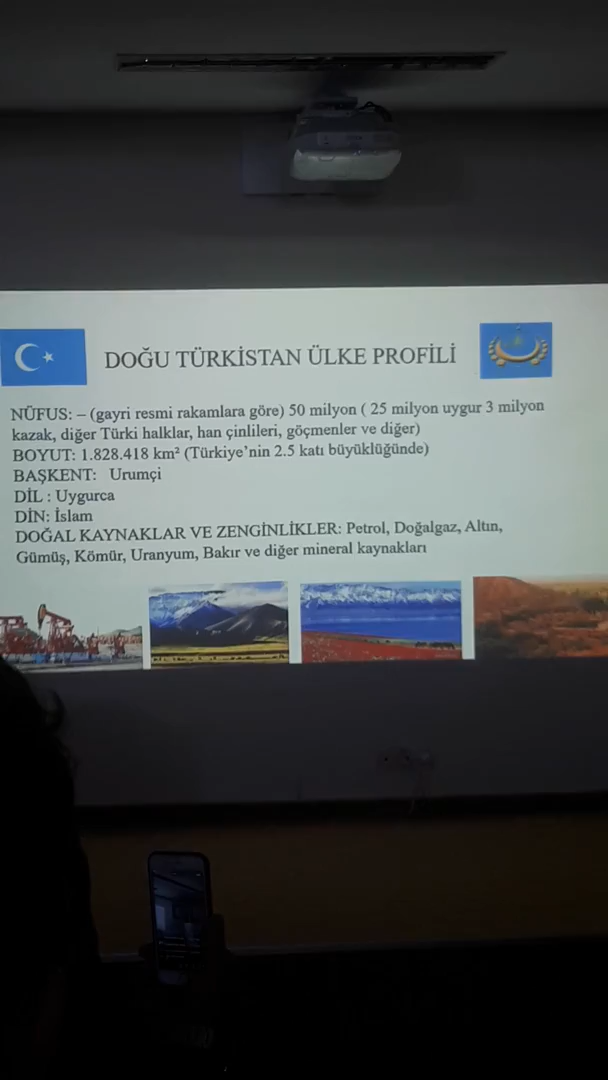 DOĞU TÜRKİSTAN ÜLKE PROFİLİ
NÜFUS: – (gayri resmi rakamlara göre) 50 milyon ( 25 milyon uygur 3 milyon
kazak, diğer Türki halklar, han çinlileri, göçmenler ve diğer)
BOYUT: 1.828.418 km² (Türkiye'nin 2.5 katı büyüklüğünde)
BAŞKENT: Urumçi
DİL : Uygurca
DİN: İslam
DOĞAL KAYNAKLAR VE ZENGİNLİKLER: Petrol, Doğalgaz, Altın,
Gümüş, Kömür, Uranyum, Bakır ve diğer mineral kaynakları